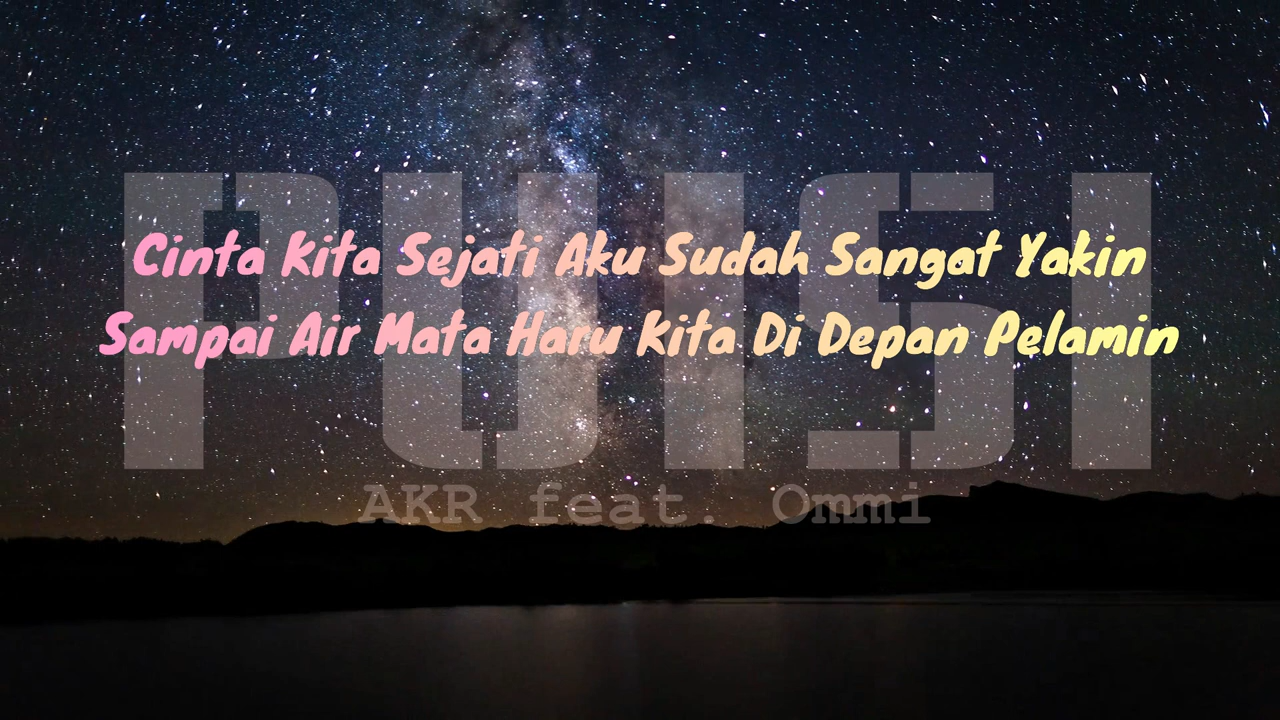 PUISI
Cinta Kita Sejati Aku Sudah Sangat Yakin
Sampai Air Mata Haru Kita Di Depan Pelamin
AKR feat. Ommi